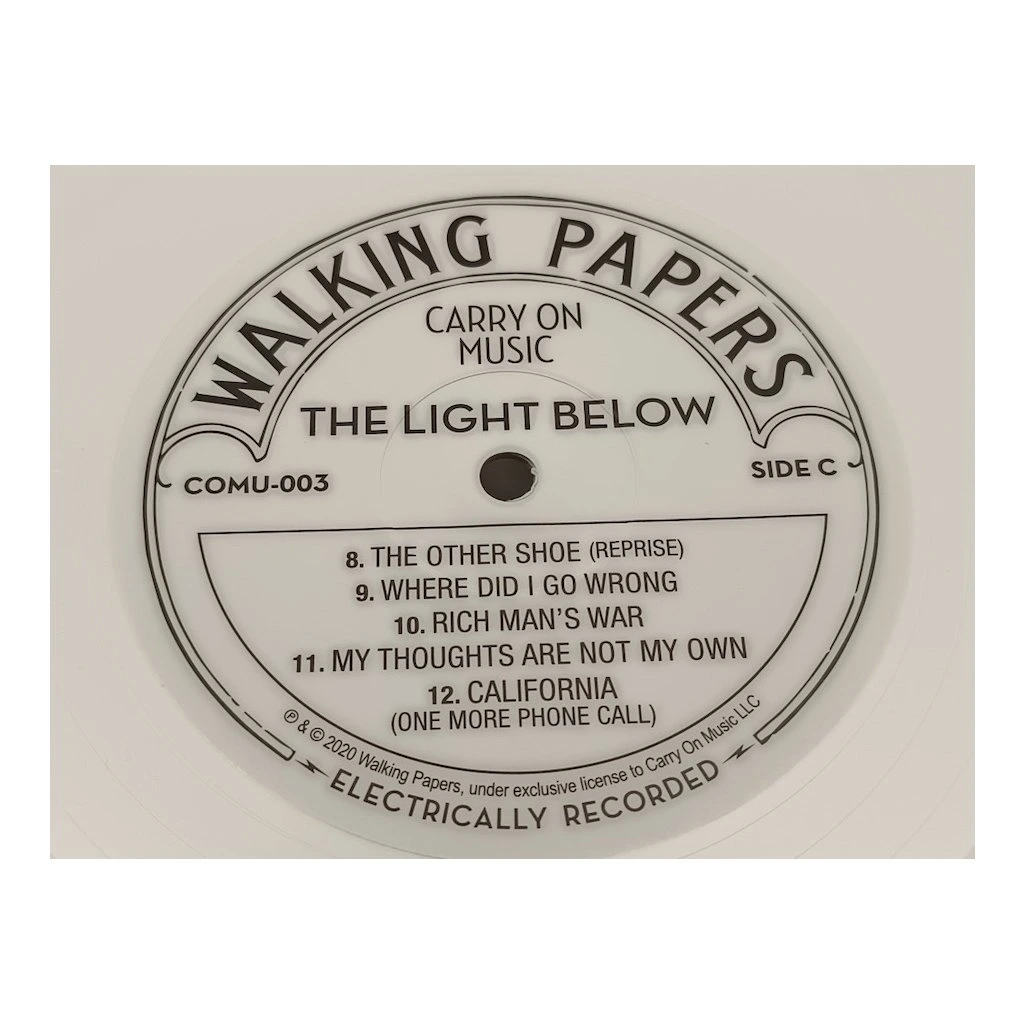 WALKING PAPERS
CARRY ON
MUSIC
THE LIGHT BELOW
COMU-003
SIDE C
8. THE OTHER SHOE (REPRISE)
9. WHERE DID I GO WRONG
10. RICH MAN'S WAR
11. MY THOUGHTS ARE NOT MY OWN
12. CALIFORNIA
(ONE MORE PHONE CALL)
℗ & © 2020 Walking Papers, under exclusive license to Carry On Music LLC
ELECTRICALLY RECORDED